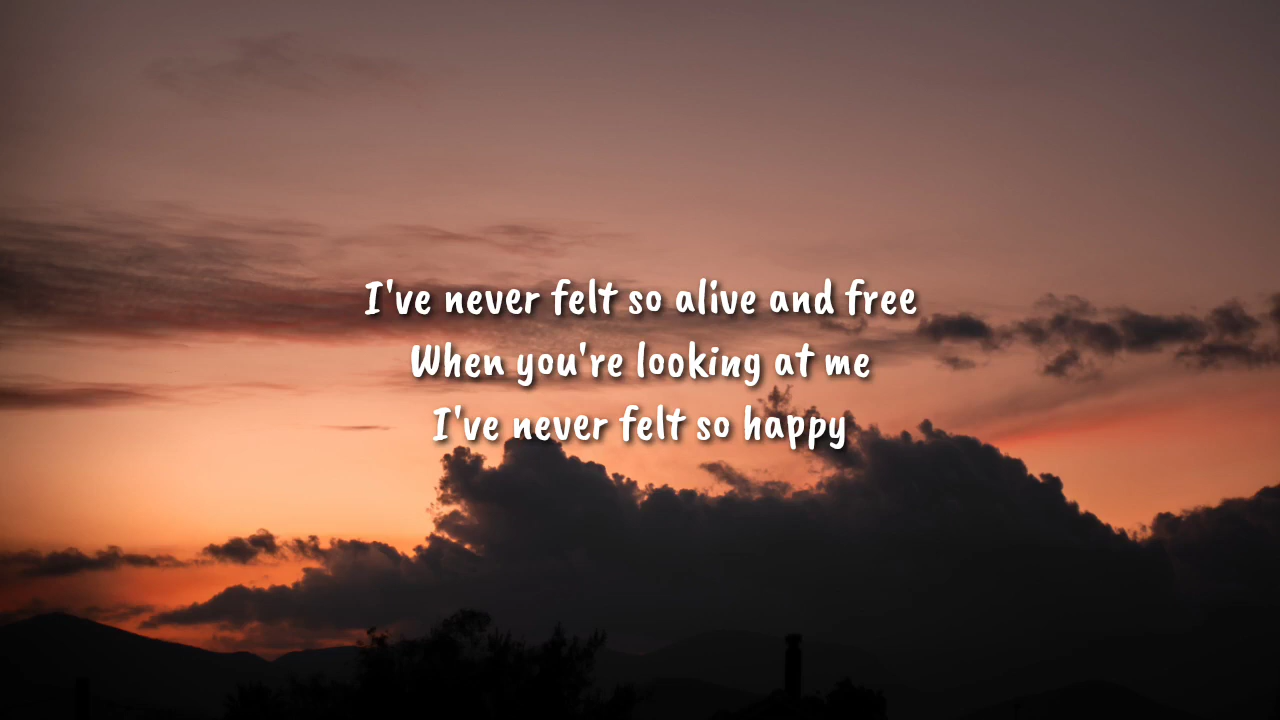 I've never felt so alive and free
When you're looking at me
I've never felt so happy